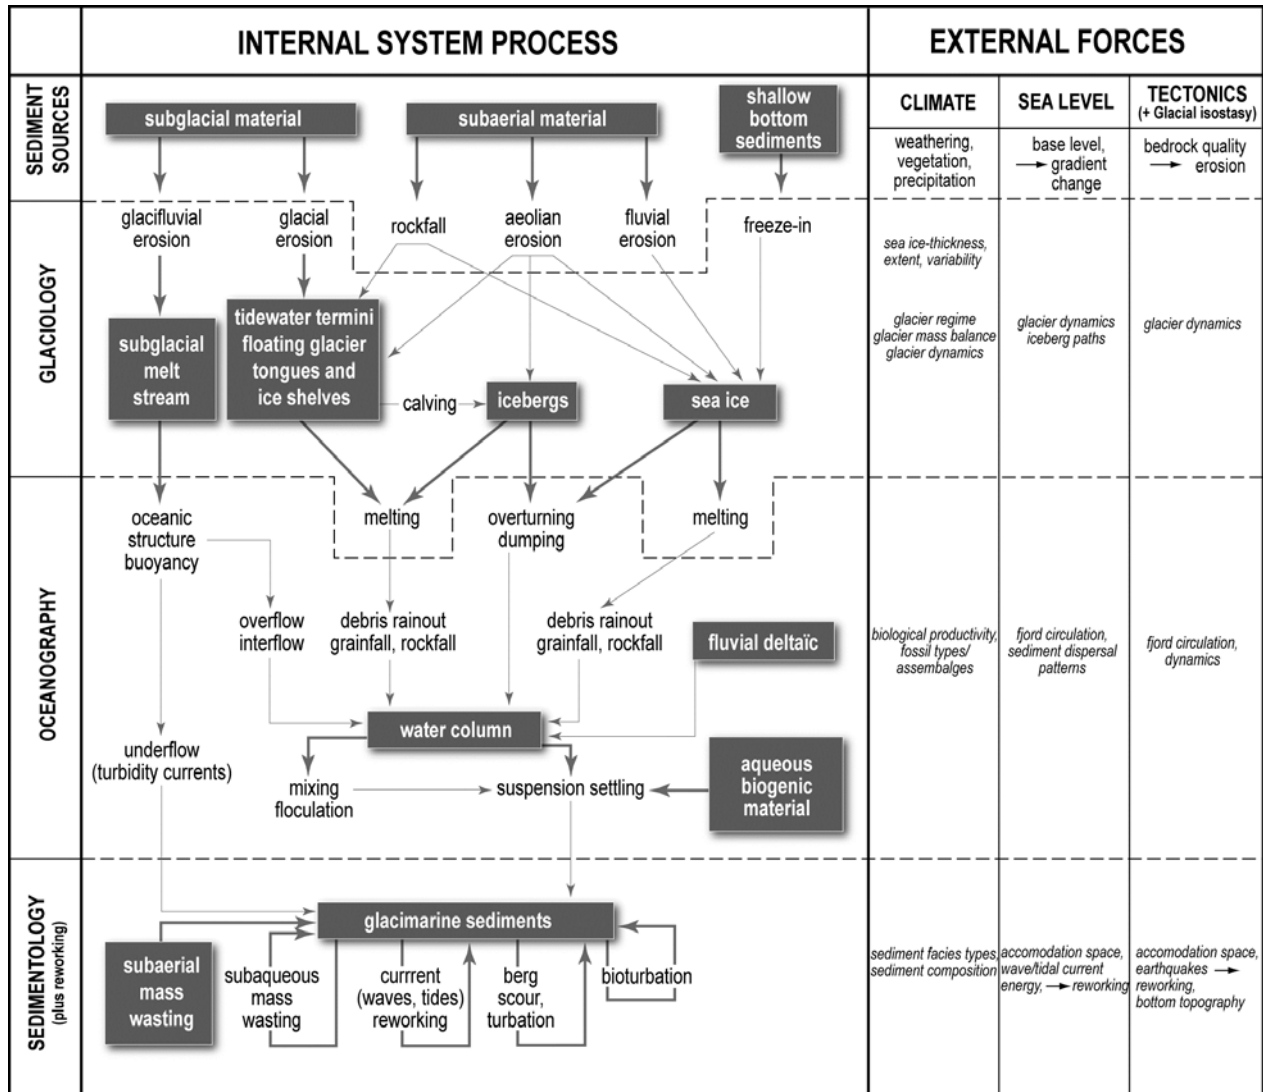 INTERNAL SYSTEM PROCESS
EXTERNAL FORCES
SEDIMENT
SOURCES
subglacial material
subaerial material
shallow
bottom
sediments
CLIMATE
SEA LEVEL
TECTONICS
(+ Glacial isostasy)
weathering,
vegetation,
precipitation
base level,
gradient
change
bedrock quality
erosion
GLACIOLOGY
glacifluvial
erosion
glacial
erosion
rockfall
aeolian
erosion
fluvial
erosion
freeze-in
subglacial
melt
stream
tidewater termini
floating glacier
tongues and
ice shelves
calving
icebergs
sea ice
sea ice-thickness,
extent, variability
glacier regime
glacier mass balance
glacier dynamics
glacier dynamics
iceberg paths
glacier dynamics
OCEANOGRAPHY
oceanic
structure
buoyancy
melting
overturning
dumping
melting
overflow
interflow
debris rainout
grainfall, rockfall
debris rainout
grainfall, rockfall
fluvial deltaïc
water column
underflow
(turbidity currents)
mixing
floculation
suspension settling
aqueous
biogenic
material
biological productivity,
fossil types/
assembalges
fjord circulation,
sediment dispersal
patterns
fjord circulation,
dynamics
SEDIMENTOLOGY
(plus reworking)
glacimarine sediments
subaerial
mass
wasting
subaqueous
mass
wasting
currrent
(waves, tides)
reworking
berg
scour,
turbation
bioturbation
sediment facies types,
sediment composition
accomodation space,
wave/tidal current
energy, reworking
accomodation space,
earthquakes
reworking,
bottom topography